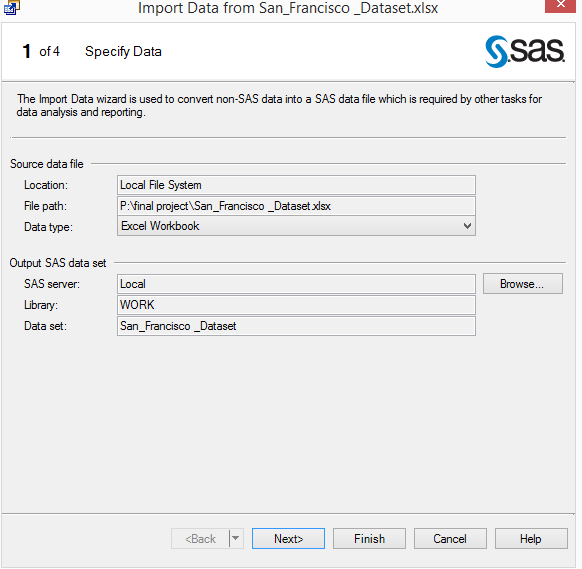 Import Data from San_Francisco _Dataset.xlsx
1 of 4 Specify Data
sas
The Import Data wizard is used to convert non-SAS data into a SAS data file which is required by other tasks for
data analysis and reporting.
Source data file
Location: Local File System
File path: P:\final project\San_Francisco _Dataset.xlsx
Data type: Excel Workbook
Output SAS data set
SAS server: Local Browse...
Library: WORK
Data set: San_Francisco _Dataset
<Back Next> Finish Cancel Help